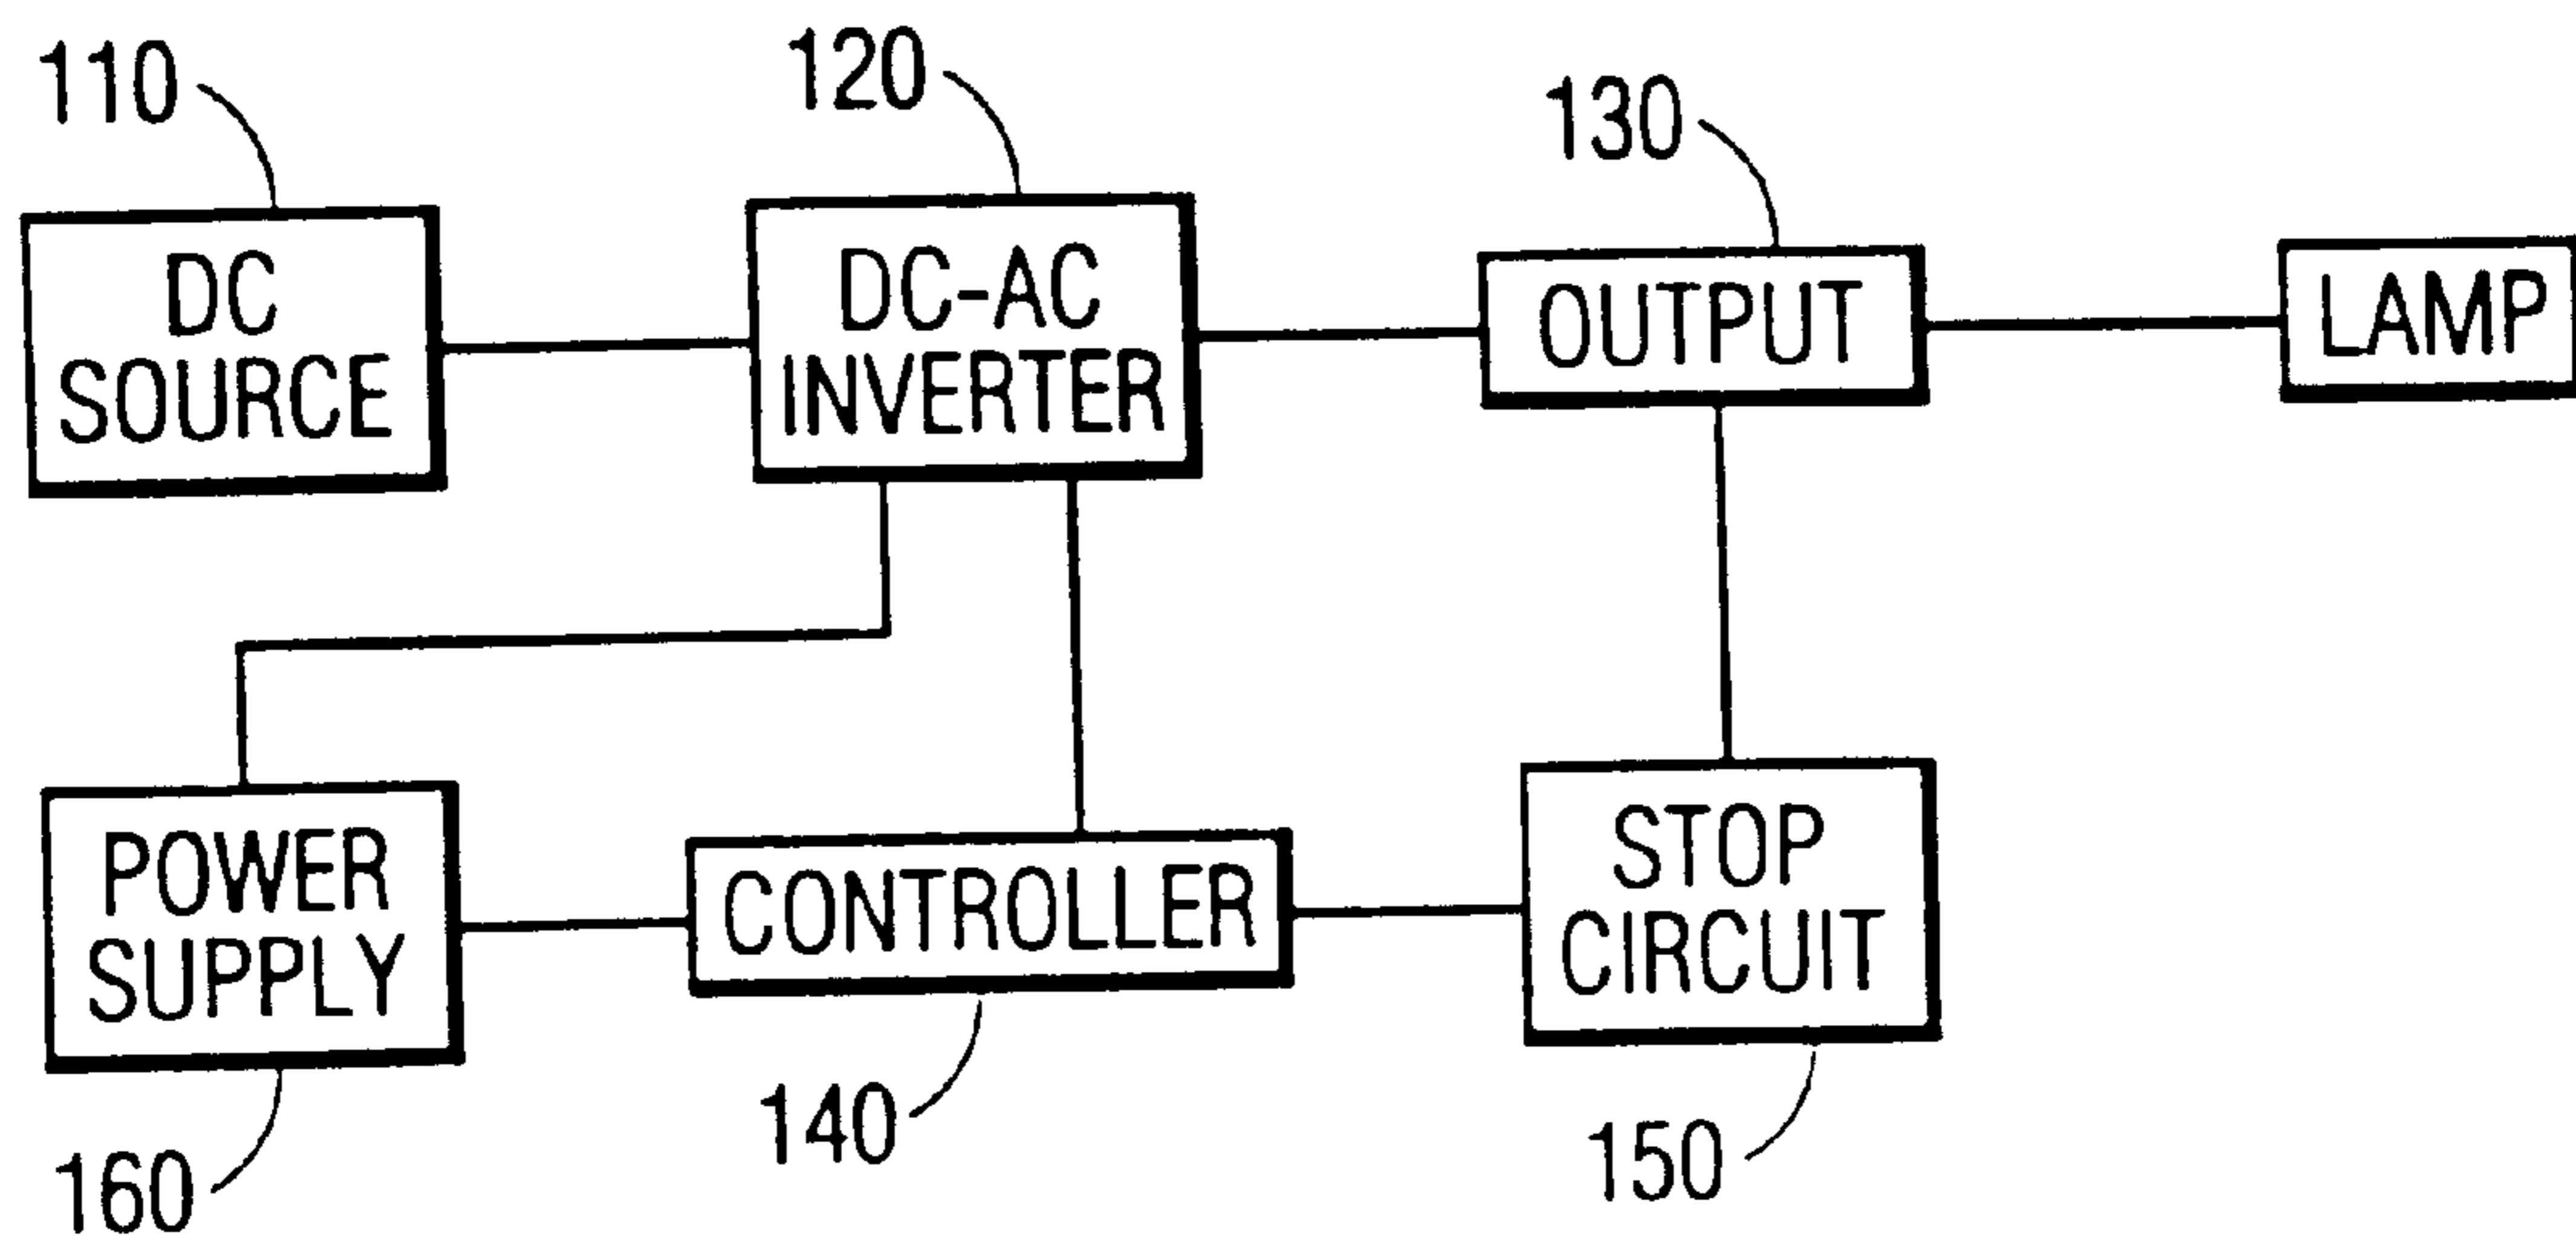 110
120
130
DC
SOURCE
DC-AC
INVERTER
OUTPUT
LAMP
POWER
SUPPLY
CONTROLLER
STOP
CIRCUIT
160
140
150